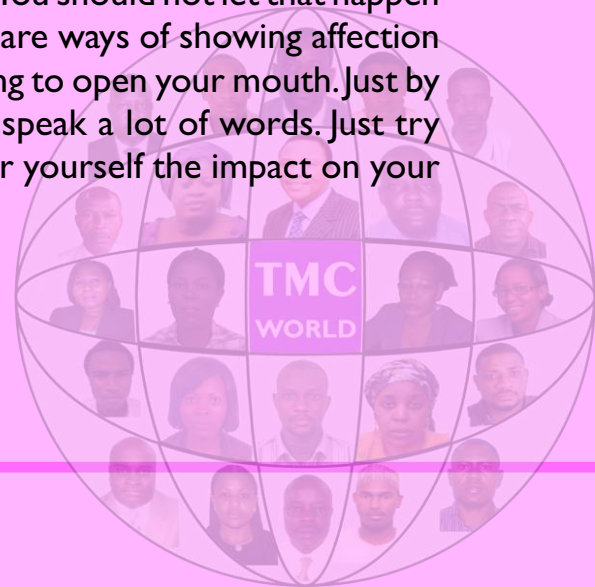 You should not let that happen
are ways of showing affection
ng to open your mouth. Just by
speak a lot of words. Just try
r yourself the impact on your
TMC
WORLD